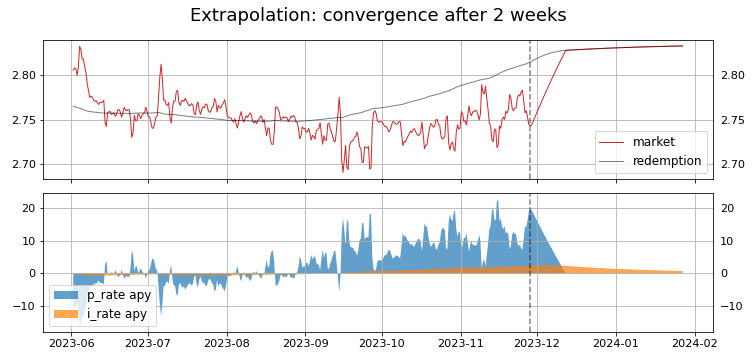 Extrapolation: convergence after 2 weeks
2.80
2.75
2.70
2.80
2.75
2.70
market
redemption
20
10
0
−10
20
10
0
−10
p_rate apy
i_rate apy
2023-06 2023-07 2023-08 2023-09 2023-10 2023-11 2023-12 2024-01 2024-02